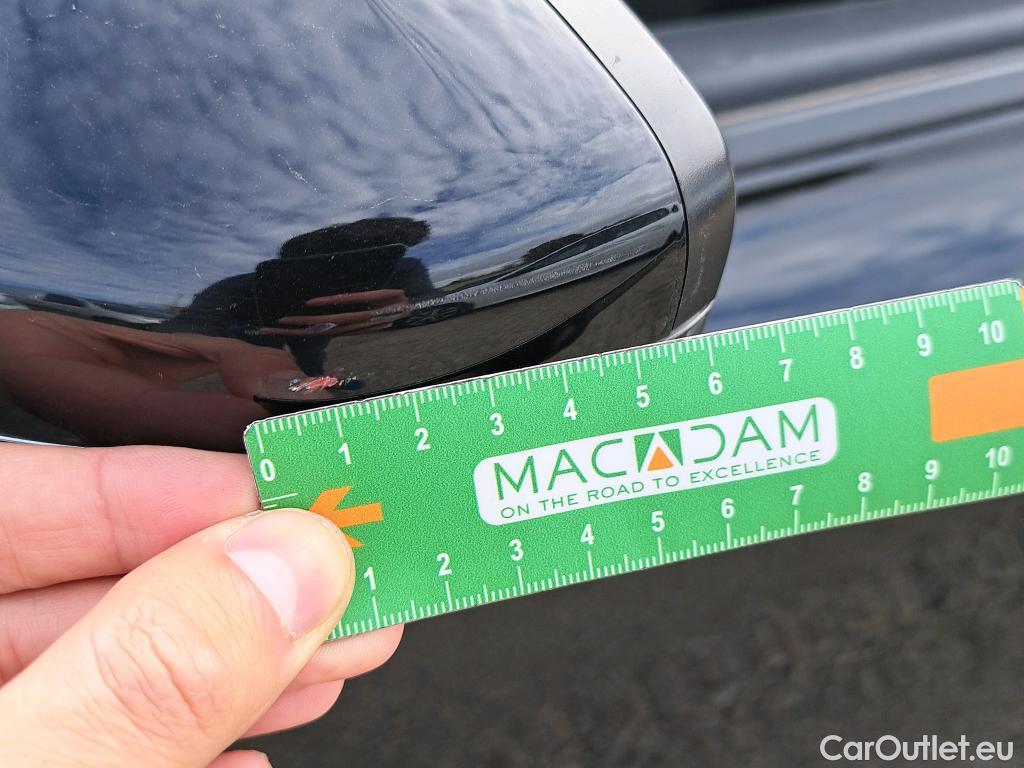 0 1 2 3 4 5 6 7 8 9 10
MACADAM
ON THE ROAD TO EXCELLENCE
1 2 3 4 5 6 7 8 9 10
CarOutlet.eu